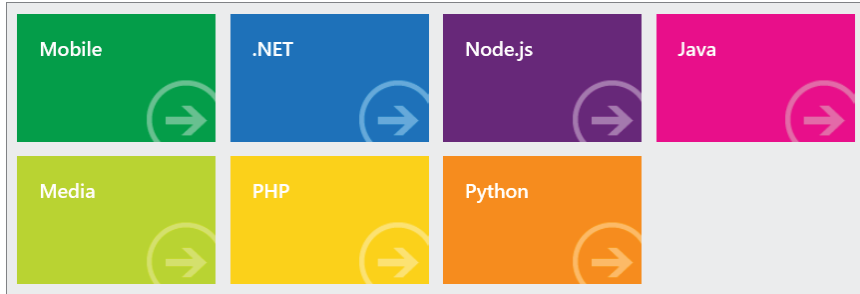 Mobile
.NET
Node.js
Java
Media
PHP
Python